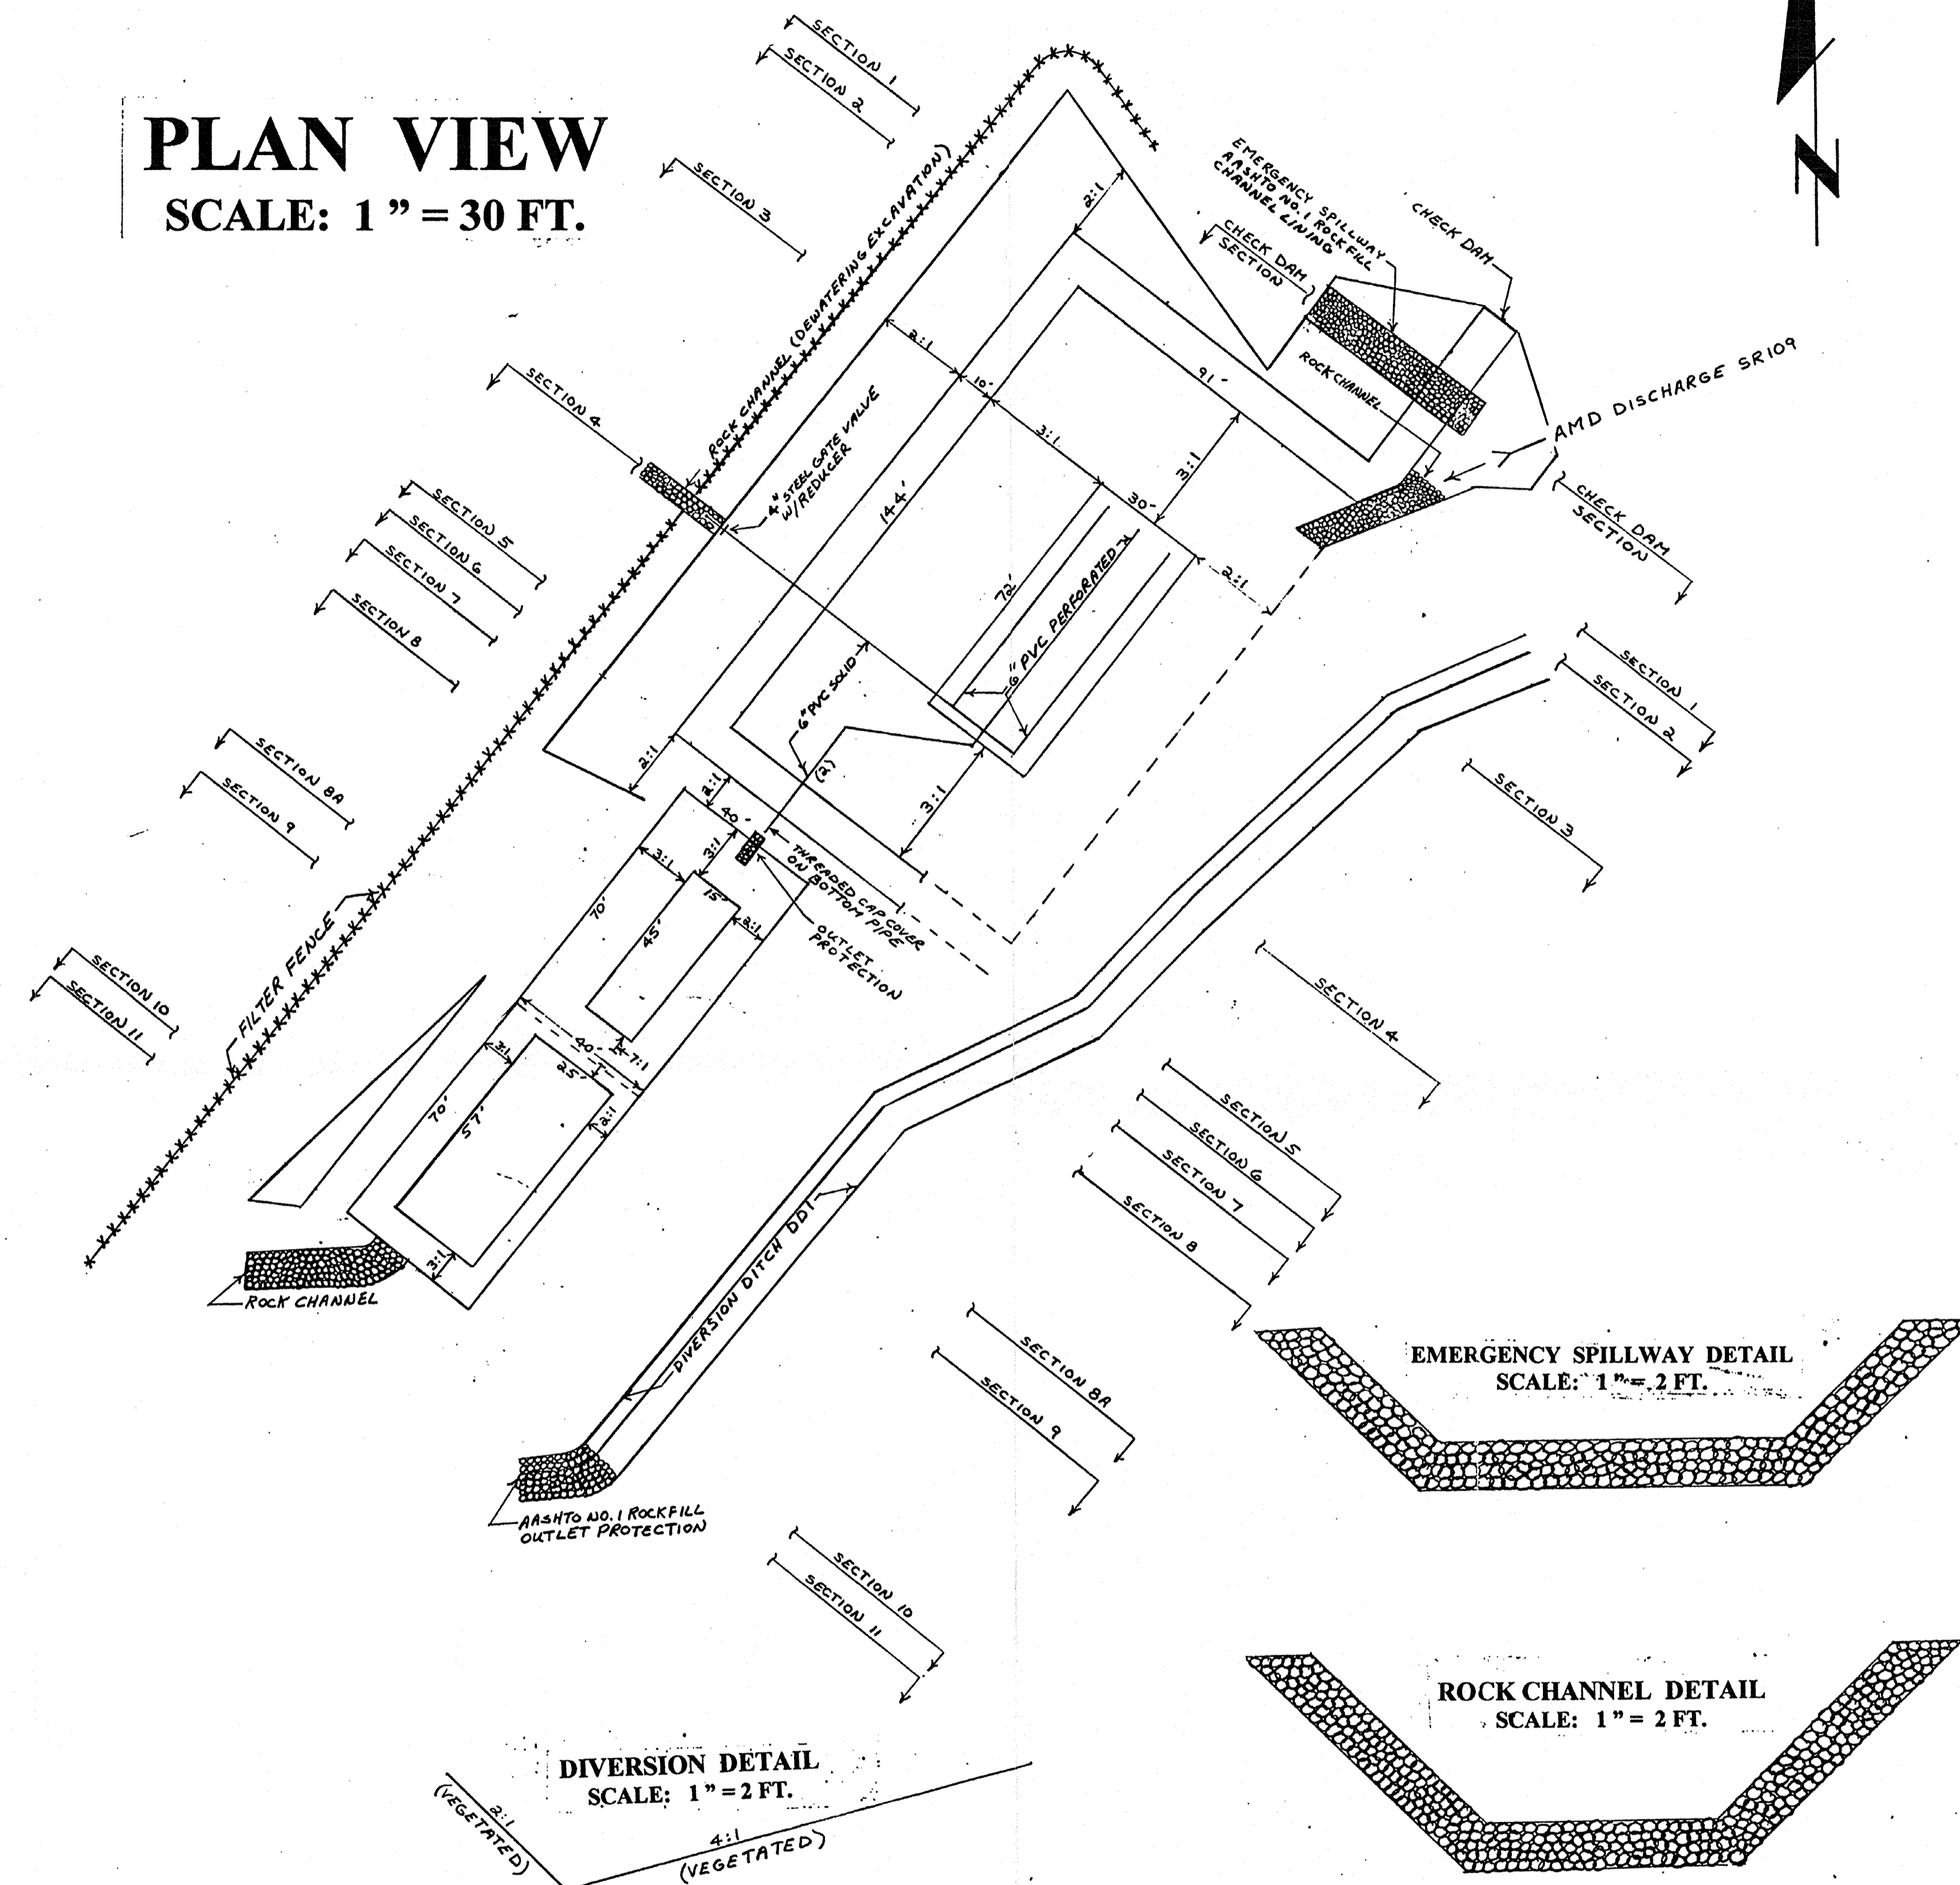 PLAN VIEW
SCALE: 1" = 30 FT.
N
SECTION 1
SECTION 2
SECTION 3
SECTION 4
SECTION 5
SECTION 6
SECTION 7
SECTION 8
SECTION 8A
SECTION 9
SECTION 10
SECTION 11
ROCK CHANNEL (DEWATERING EXCAVATION)
4" STEEL GATE VALVE
W/REDUCER
EMERGENCY SPILLWAY
AASHTO NO. 1 ROCKFILL
CHANNEL LINING
CHECK DAM
SECTION
CHECK DAM
ROCK CHANNEL
AMD DISCHARGE SR109
CHECK DAM
SECTION
2:1
2:1
10'
3:1
91'
3:1
30'
2:1
144'
72'
6" PVC PERFORATED
6" PVC SOLID
(2)
2:1
3:1
2:1
40'
3:1
3:1
THREADED CAP COVER
ON BOTTOM PIPE
OUTLET
PROTECTION
15'
70'
45'
2:1
40'
7:1
3:1
25'
70'
57'
2:1
3:1
FILTER FENCE
ROCK CHANNEL
DIVERSION DITCH DD1
AASHTO NO. 1 ROCKFILL
OUTLET PROTECTION
SECTION 1
SECTION 2
SECTION 3
SECTION 4
SECTION 5
SECTION 6
SECTION 7
SECTION 8
SECTION 8A
SECTION 9
SECTION 10
SECTION 11
EMERGENCY SPILLWAY DETAIL
SCALE: 1" = 2 FT.
ROCK CHANNEL DETAIL
SCALE: 1" = 2 FT.
DIVERSION DETAIL
SCALE: 1" = 2 FT.
2:1
(VEGETATED)
4:1
(VEGETATED)